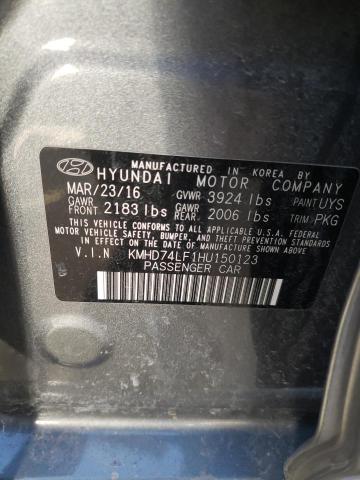 MANUFACTURED IN KOREA BY
HYUNDAI MOTOR COMPANY
MAR/23/16 GVWR 3924 lbs PAINT UYS
GAWR FRONT 2183 lbs GAWR REAR. 2006 lbs TRIM PKG
THIS VEHICLE CONFORMS TO ALL APPLICABLE U.S.A. FEDERAL
MOTOR VEHICLE SAFETY, BUMPER, AND THEFT PREVENTION
STANDARDS IN EFFECT ON THE DATE OF MANUFACTURE SHOWN ABOVE.
V.I.N KMHD74LF1HU150123
PASSENGER CAR